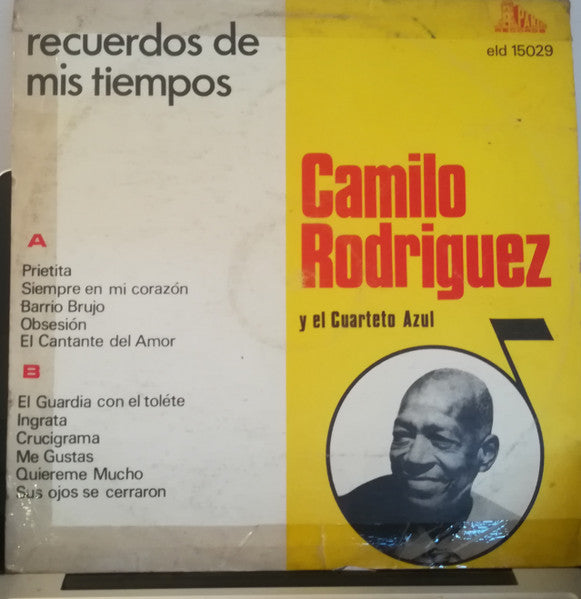 recuerdos de
mis tiempos
eld 15029
Camilo
Rodriguez
y el Cuarteto Azul
A
Prietita
Siempre en mi corazón
Barrio Brujo
Obsesión
El Cantante del Amor
B
El Guardia con el toléte
Ingrata
Crucigrama
Me Gustas
Quiereme Mucho
Sus ojos se cerraron